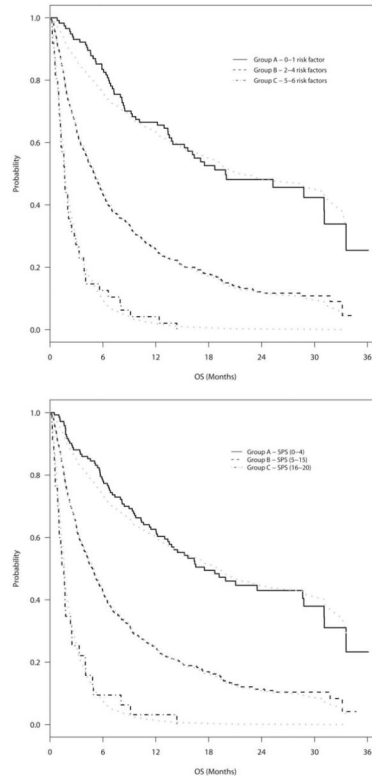 1.0
0.8
0.6
0.4
0.2
0.0
Probability
Group A – 0–1 risk factor
Group B – 2–4 risk factors
Group C – 5–6 risk factors
0 6 12 18 24 30 36
OS (Months)
1.0
0.8
0.6
0.4
0.2
0.0
Probability
Group A – SPS (0–4)
Group B – SPS (5–15)
Group C – SPS (16–20)
0 6 12 18 24 30 36
OS (Months)